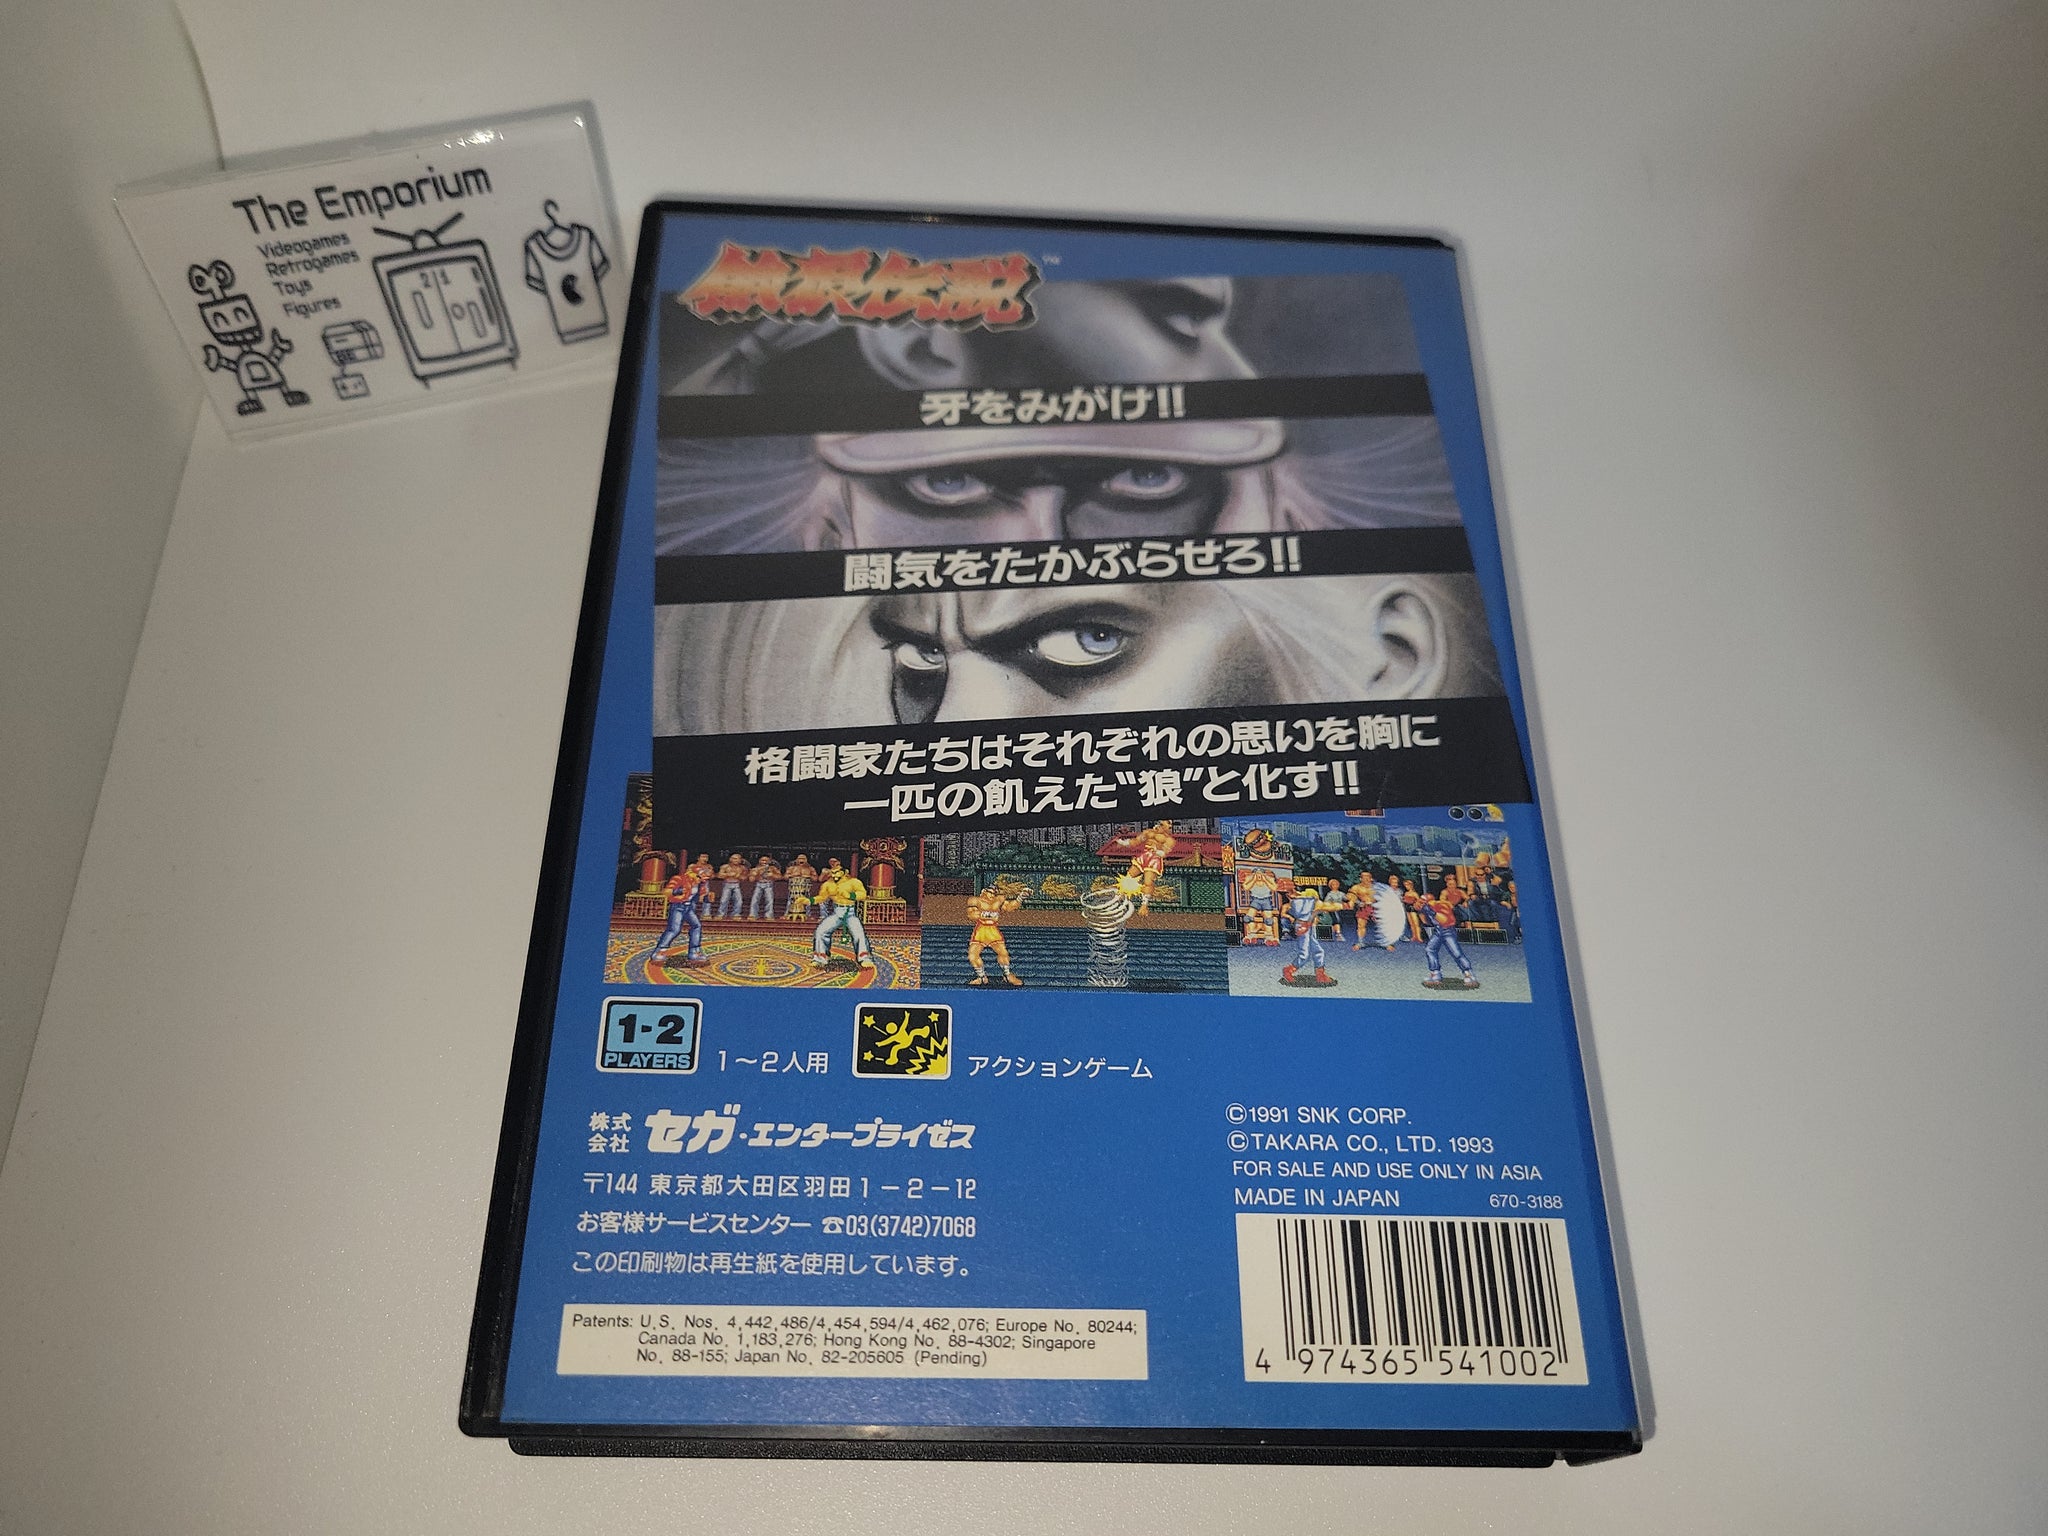 The Emporium
Videogames
Retrogames
Toys
Figures
餓狼伝説™
牙をみがけ!!
闘気をたかぶらせろ!!
格闘家たちはそれぞれの思いを胸に
一匹の飢えた“狼”と化す!!
1-2
PLAYERS
1〜2人用
アクションゲーム
株式会社 セガ・エンタープライゼス
〒144 東京都大田区羽田1-2-12
お客様サービスセンター ☎03(3742)7068
この印刷物は再生紙を使用しています。
©1991 SNK CORP.
©TAKARA CO., LTD. 1993
FOR SALE AND USE ONLY IN ASIA
MADE IN JAPAN 670-3188
Patents: U.S. Nos. 4,442,486/4,454,594/4,462,076; Europe No. 80244;
Canada No. 1,183,276; Hong Kong No. 88-4302; Singapore
No. 88-155; Japan No. 82-205605 (Pending)
4 974365 541002